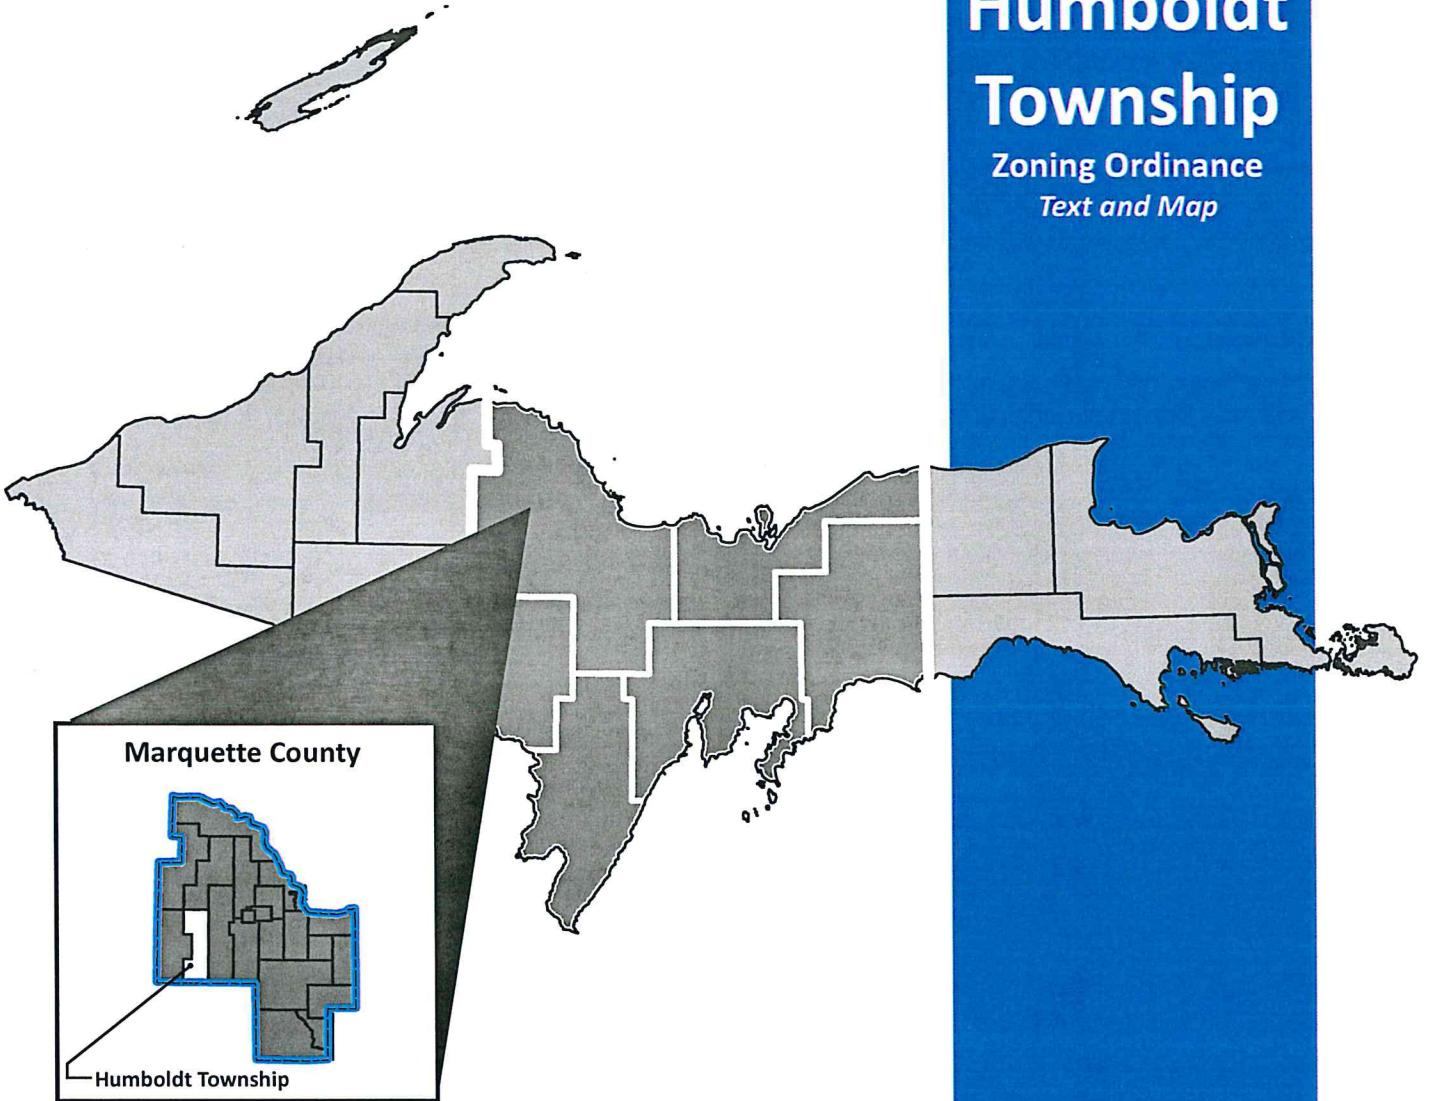 Humboldt
Township
Zoning Ordinance
Text and Map
Marquette County
Humboldt Township